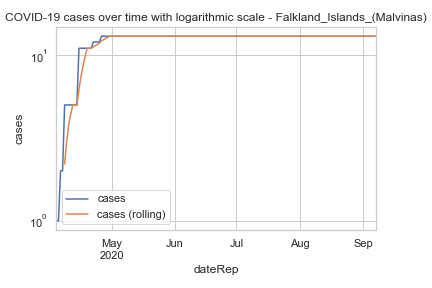 COVID-19 cases over time with logarithmic scale - Falkland_Islands_(Malvinas)
10¹
10⁰
cases
cases
cases (rolling)
May
2020
Jun
Jul
Aug
Sep
dateRep